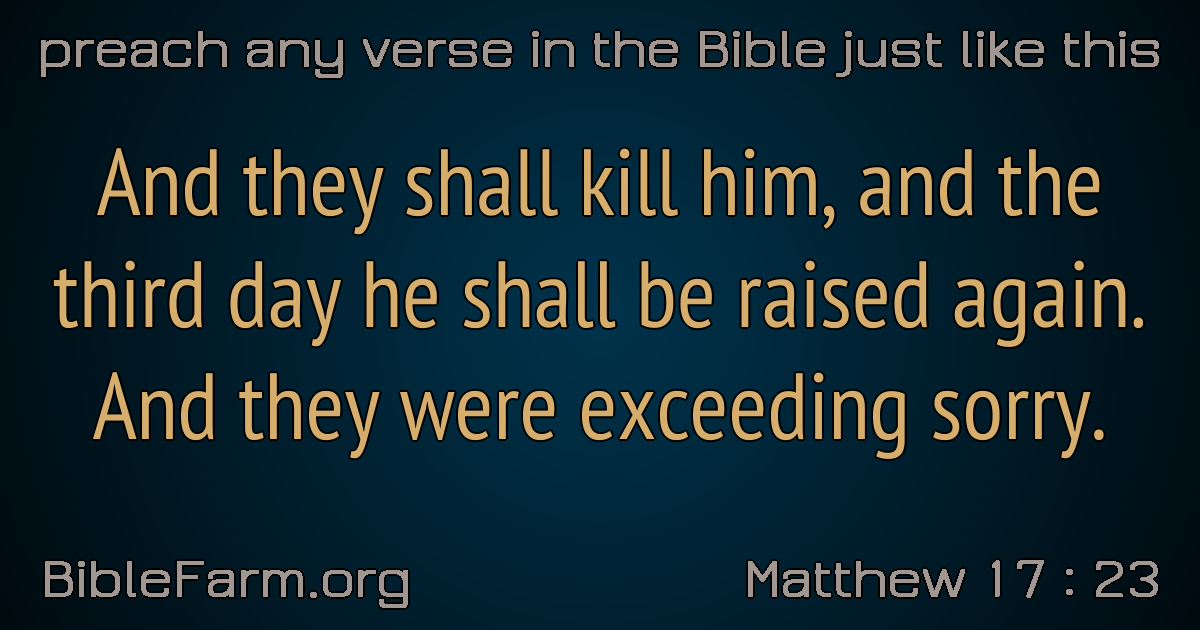 preach any verse in the Bible just like this
And they shall kill him, and the
third day he shall be raised again.
And they were exceeding sorry.
BibleFarm.org
Matthew 17 : 23